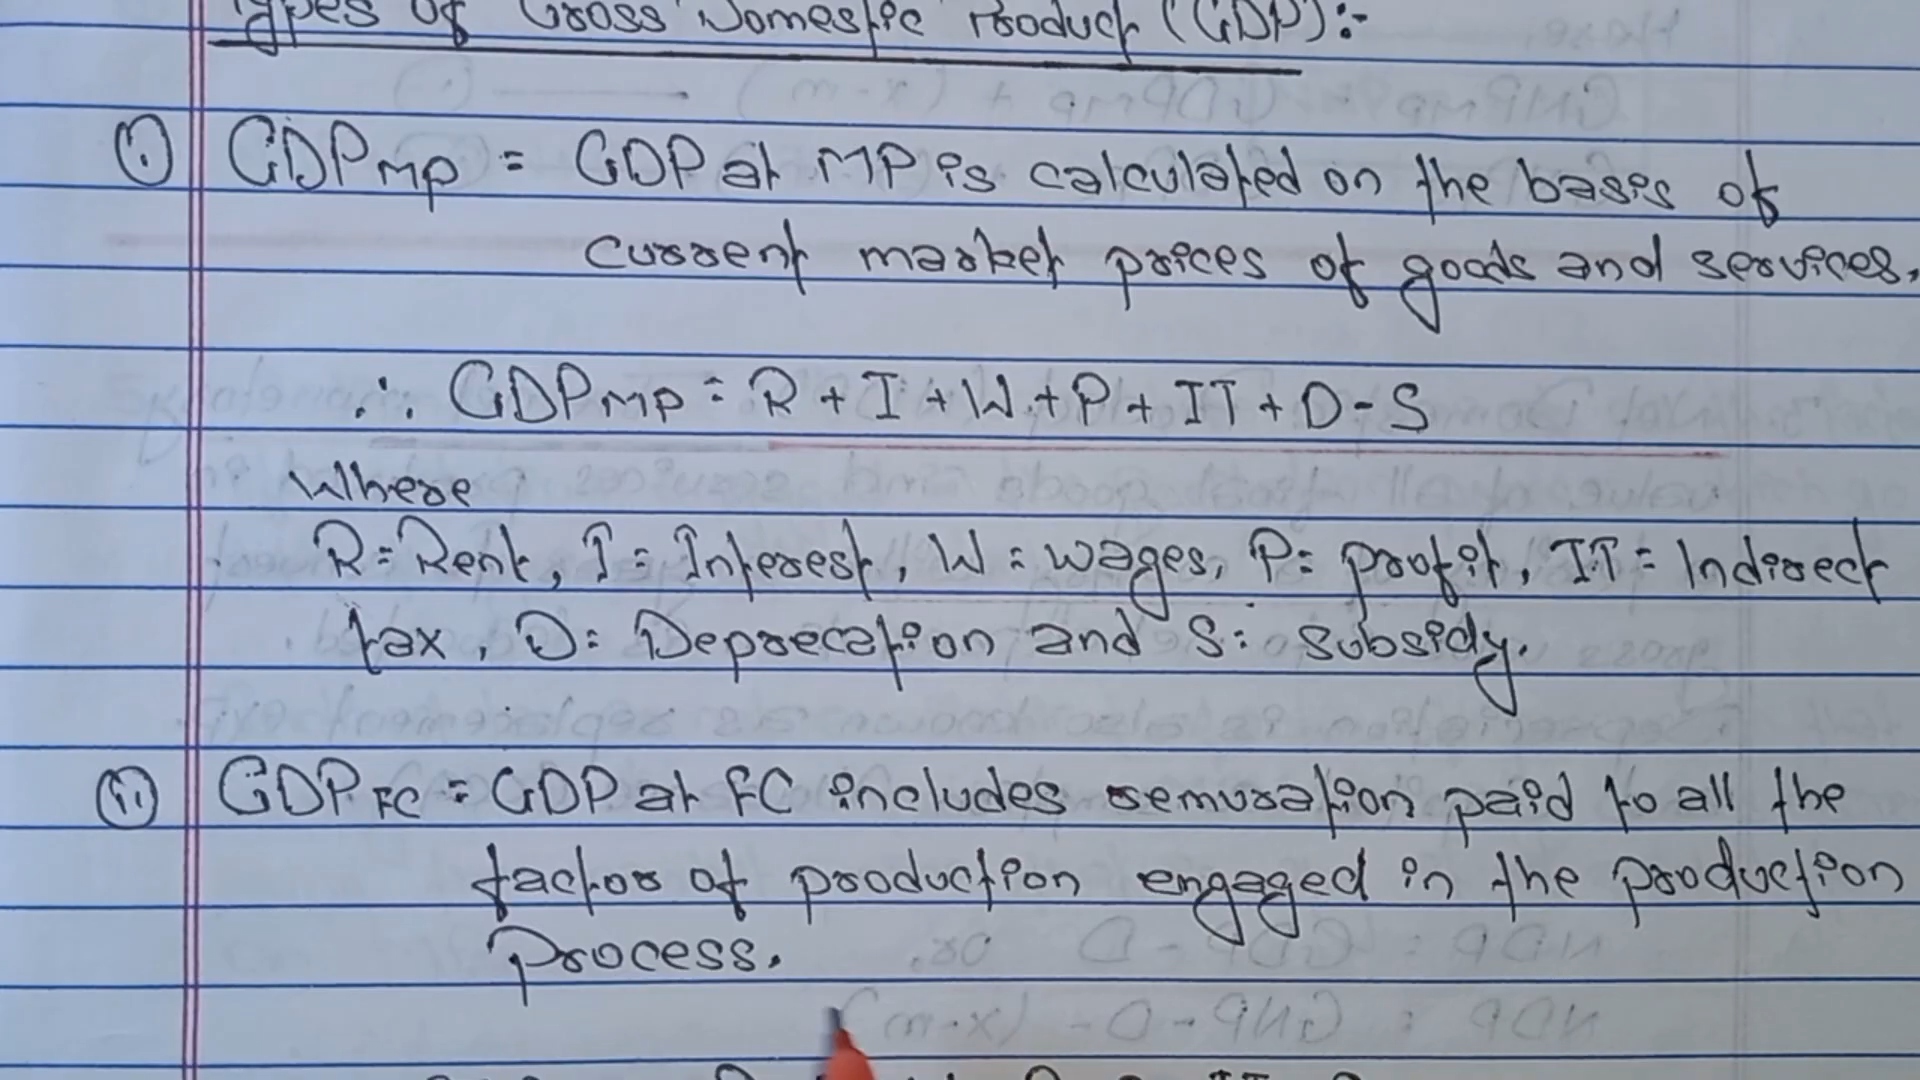 Types of Gross Domestic Product (GDP):-
(i) GDPMP = GDP at MP is calculated on the basis of
current market prices of goods and services.
∴ GDPMP = R + I + W + P + IT + D - S
Where
R = Rent, I = Interest, W = wages, P = profit, IT = Indirect
tax, D = Deprecation and S = subsidy.
(ii) GDPFC = GDP at FC includes remuration paid to all the
factor of production engaged in the production
Process.